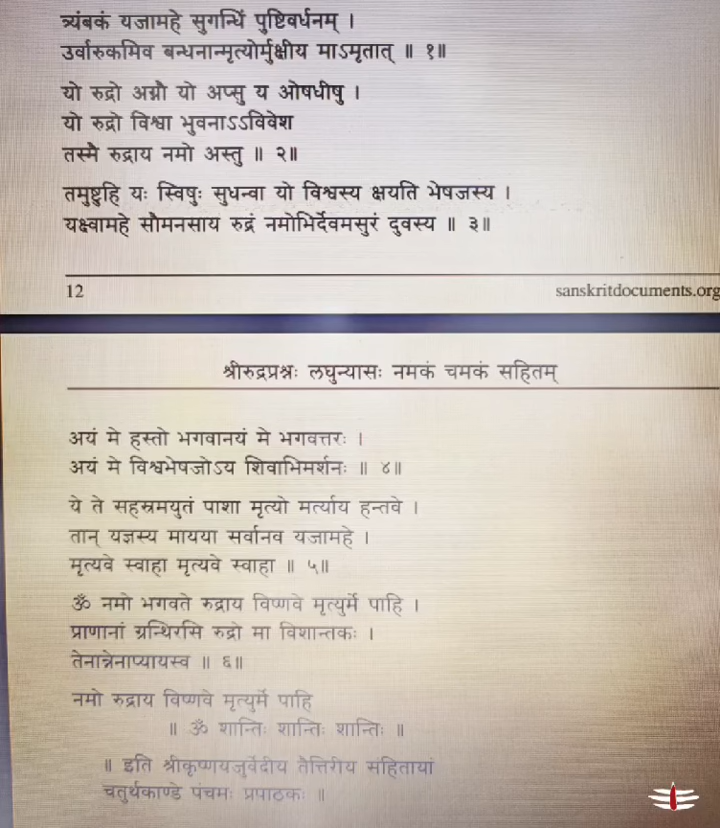 त्र्यंबकं यजामहे सुगन्धिं पुष्टिवर्धनम् ।
उर्वारुकमिव बन्धनान्मृत्योर्मुक्षीय माऽमृतात् ॥ १॥
यो रुद्रो अग्नौ यो अप्सु य ओषधीषु ।
यो रुद्रो विश्वा भुवनाऽऽविवेश
तस्मै रुद्राय नमो अस्तु ॥ २॥
तमुष्टुहि यः स्विषुः सुधन्वा यो विश्वस्य क्षयति भेषजस्य ।
यक्ष्वामहे सौमनसाय रुद्रं नमोभिर्देवमसुरं दुवस्य ॥ ३॥
12
sanskritdocuments.org
श्रीरुद्रप्रश्नः लघुन्यासः नमकं चमकं सहितम्
अयं मे हस्तो भगवानयं मे भगवत्तरः ।
अयं मे विश्वभेषजोऽय शिवाभिमर्शनः ॥ ४॥
ये ते सहस्रमयुतं पाशा मृत्यो मर्त्याय हन्तवे ।
तान् यज्ञस्य मायया सर्वानव यजामहे ।
मृत्यवे स्वाहा मृत्यवे स्वाहा ॥ ५॥
ॐ नमो भगवते रुद्राय विष्णवे मृत्युर्मे पाहि ।
प्राणानां ग्रन्थिरसि रुद्रो मा विशान्तकः ।
तेनान्नेनाप्यायस्व ॥ ६॥
नमो रुद्राय विष्णवे मृत्युर्मे पाहि
॥ ॐ शान्तिः शान्तिः शान्तिः ॥
॥ इति श्रीकृष्णयजुर्वेदीय तैत्तिरीय संहितायां
चतुर्थकाण्डे पंचमः प्रपाठकः ॥